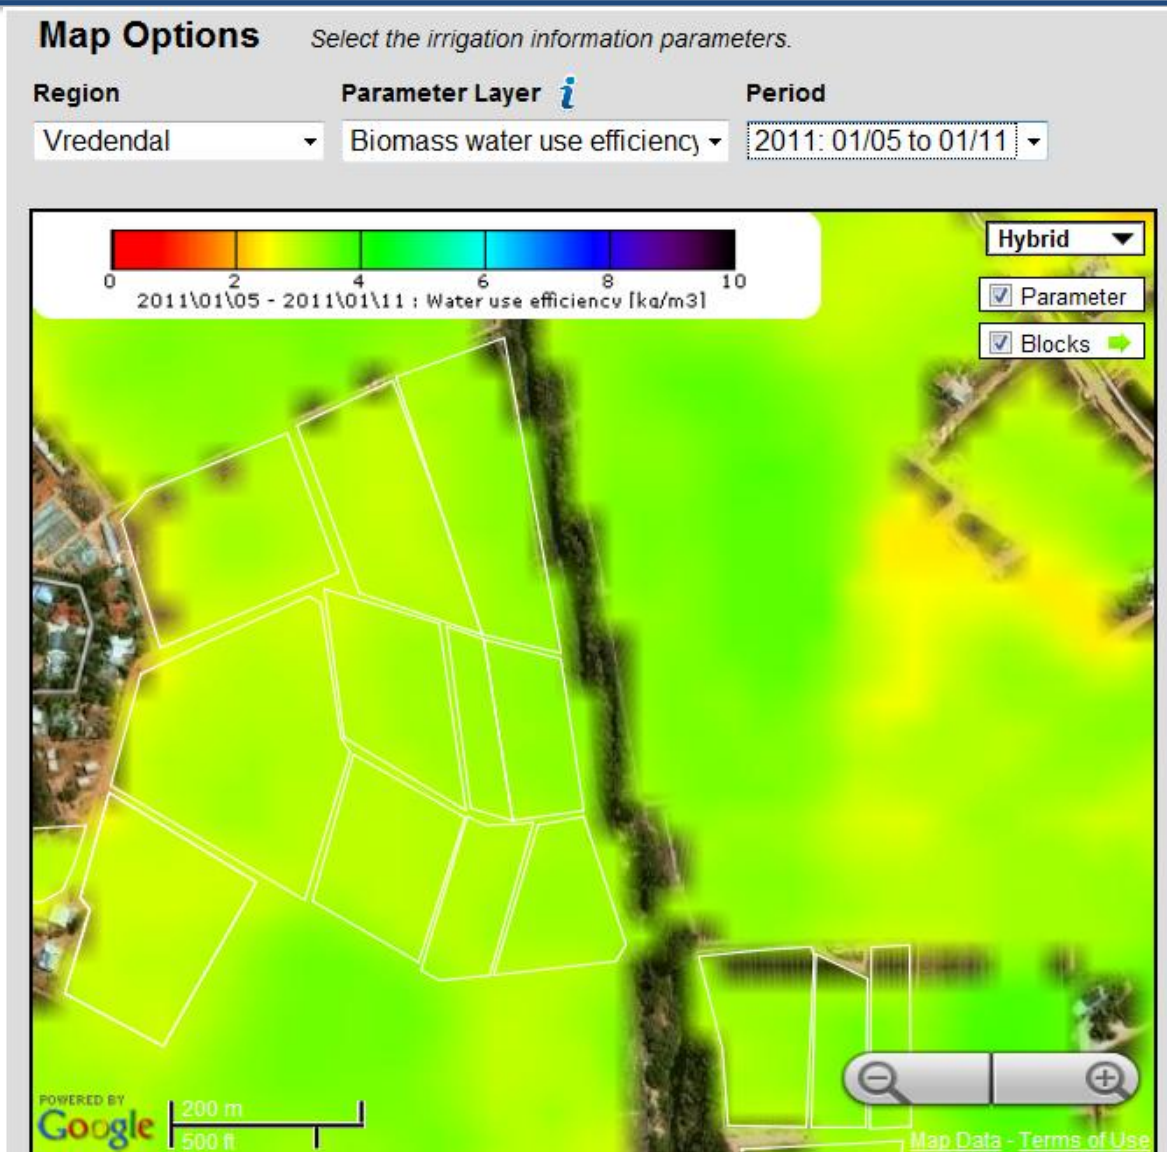 Map Options Select the irrigation information parameters.
Region Parameter Layer i Period
Vredendal Biomass water use efficiency 2011: 01/05 to 01/11
Hybrid
0 2 4 6 8 10
2011\01\05 - 2011\01\11 : Water use efficiency [kg/m3]
Parameter
Blocks
POWERED BY
Google
200 m
500 ft
Map Data - Terms of Use